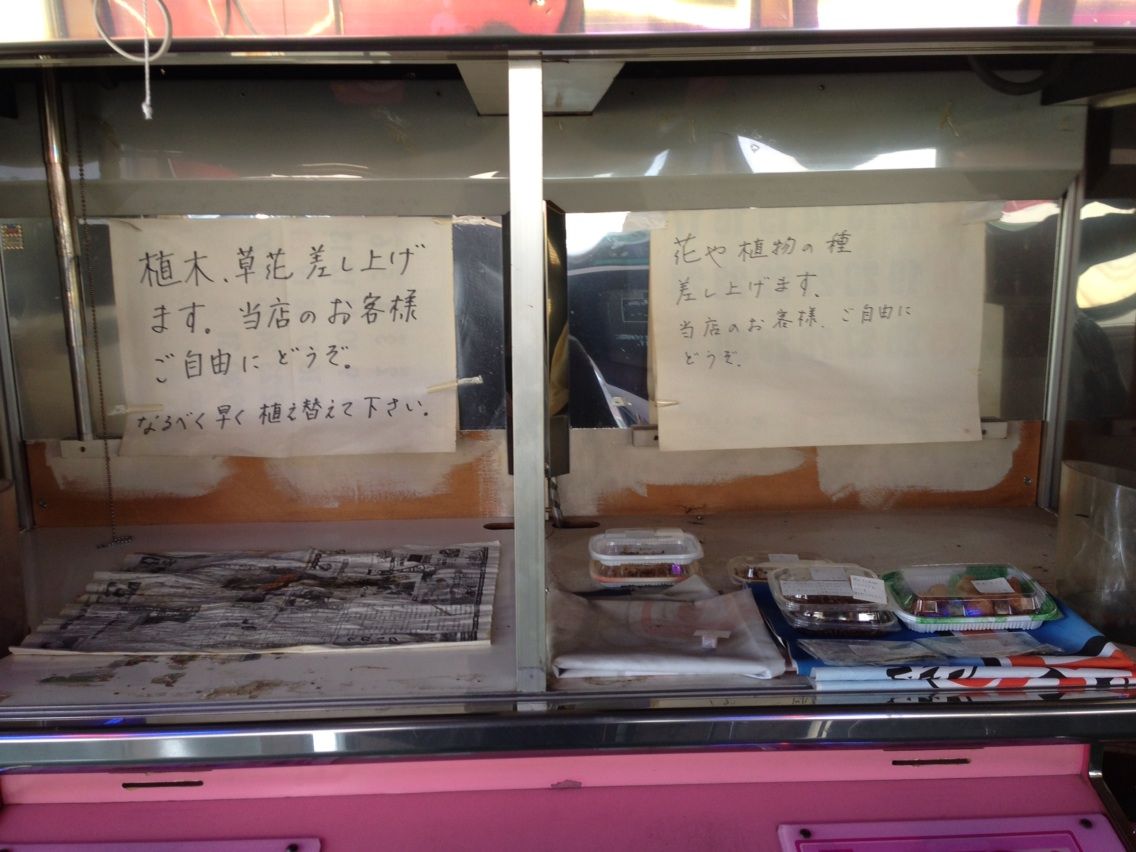 植木、草花差し上げ
ます。当店のお客様
ご自由にどうぞ。
なるべく早く植え替えて下さい。
花や植物の種
差し上げます、
当店のお客様、ご自由に
どうぞ.